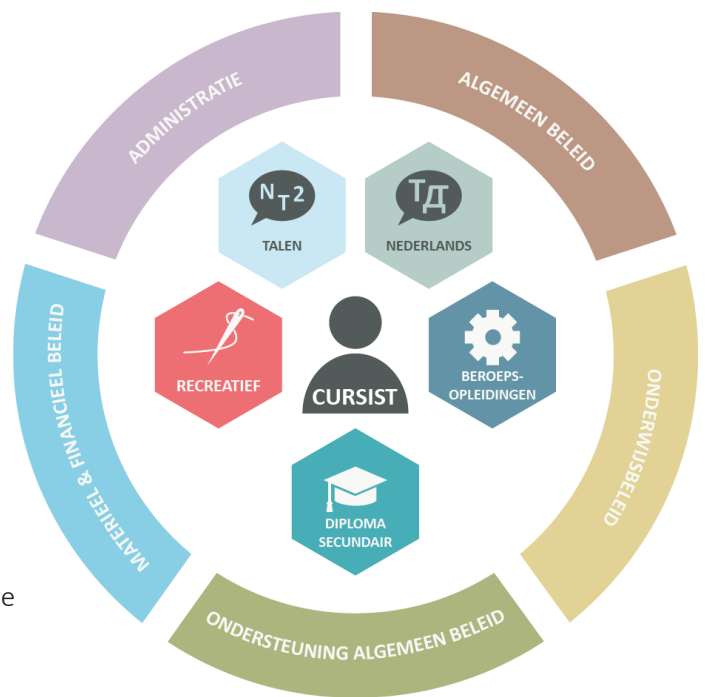 ADMINISTRATIE
ALGEMEEN BELEID
NT2
TALEN
TД
NEDERLANDS
RECREATIEF
CURSIST
BEROEPS-
OPLEIDINGEN
MATERIEEL & FINANCIEEL BELEID
ONDERWIJSBELEID
DIPLOMA
SECUNDAIR
e
ONDERSTEUNING ALGEMEEN BELEID